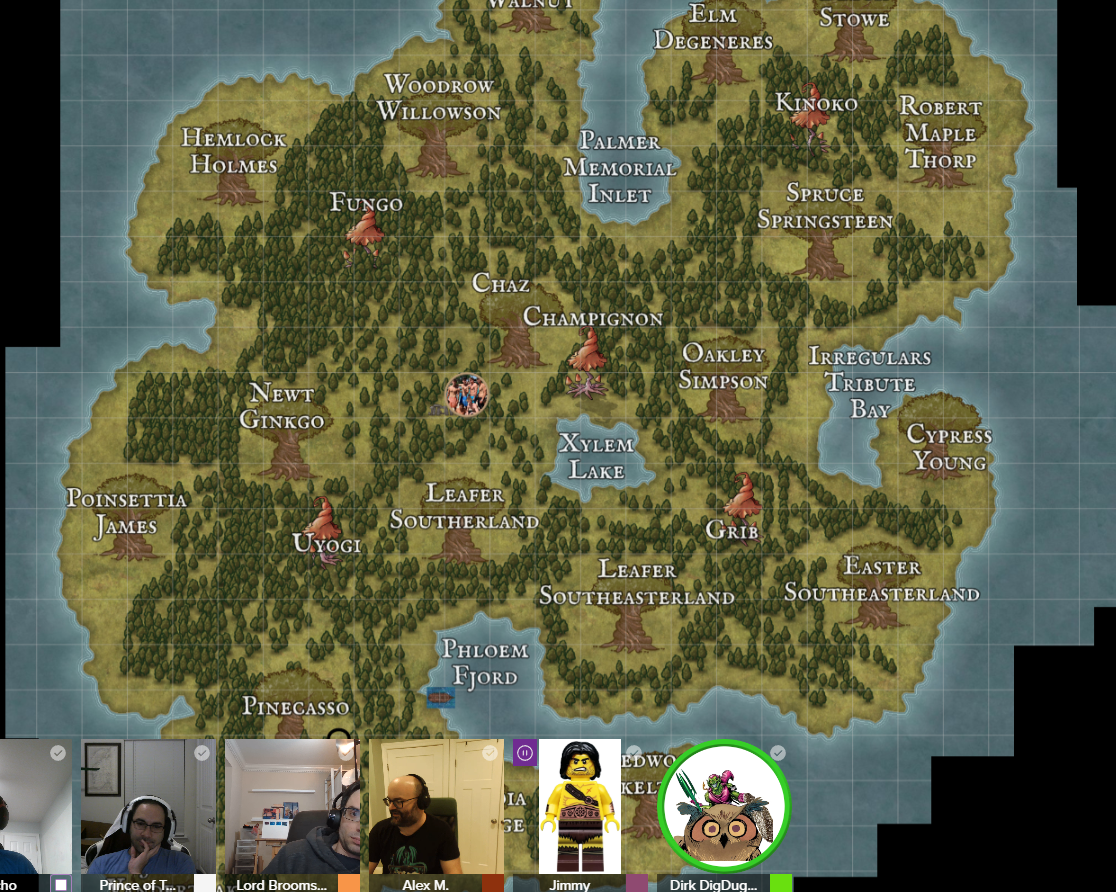 Walnut
Elm
Degeneres
Stowe
Woodrow
Willowson
Kinoko
Robert
Maple
Thorp
Hemlock
Holmes
Palmer
Memorial
Inlet
Fungo
Spruce
Springsteen
Chaz
Champignon
Oakley
Simpson
Irregulars
Tribute
Bay
Newt
Ginkgo
Cypress
Young
Xylem
Lake
Poinsettia
James
Leafer
Southerland
Uyogi
Grib
Leafer
Southeasterland
Easter
Southeasterland
Phloem
Fjord
Pinecasso
cho
Prince of T...
Lord Brooms...
Alex M.
Jimmy
Dirk DigDug...